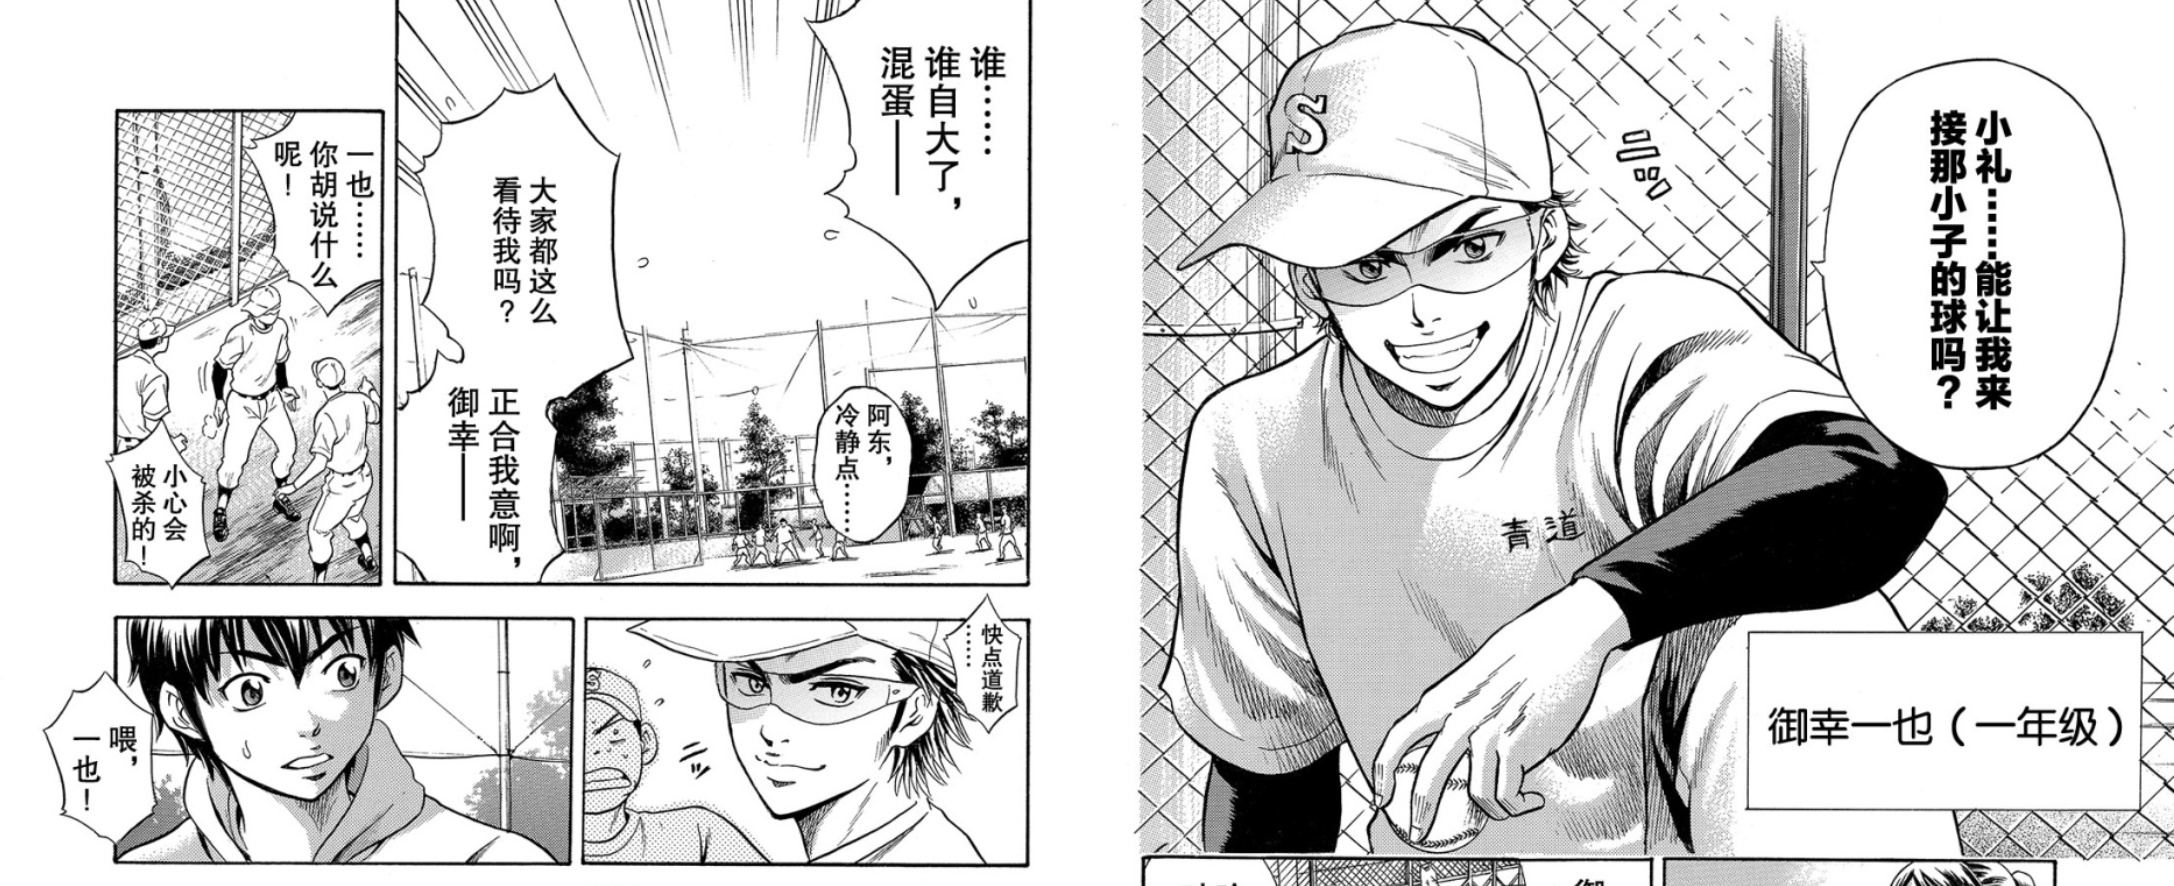 小礼……能让我来
接那小子的球吗？
S
ニッ
青道
御幸一也（一年级）
御
谁……
谁自大了，
混蛋——
阿东，
冷静点……
大家都这么
看待我吗？
正合我意啊，
御幸——
一也……
你胡说什么
呢！
小心会
被杀的！
快点道歉
……
S
喂，
一也！